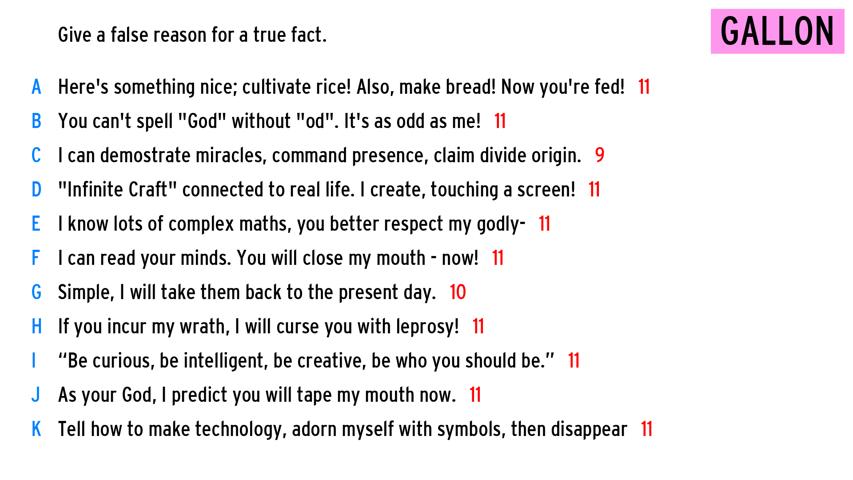 Give a false reason for a true fact.
GALLON
A Here's something nice; cultivate rice! Also, make bread! Now you're fed! 11
B You can't spell "God" without "od". It's as odd as me! 11
C I can demostrate miracles, command presence, claim divide origin. 9
D "Infinite Craft" connected to real life. I create, touching a screen! 11
E I know lots of complex maths, you better respect my godly- 11
F I can read your minds. You will close my mouth - now! 11
G Simple, I will take them back to the present day. 10
H If you incur my wrath, I will curse you with leprosy! 11
I “Be curious, be intelligent, be creative, be who you should be.” 11
J As your God, I predict you will tape my mouth now. 11
K Tell how to make technology, adorn myself with symbols, then disappear 11